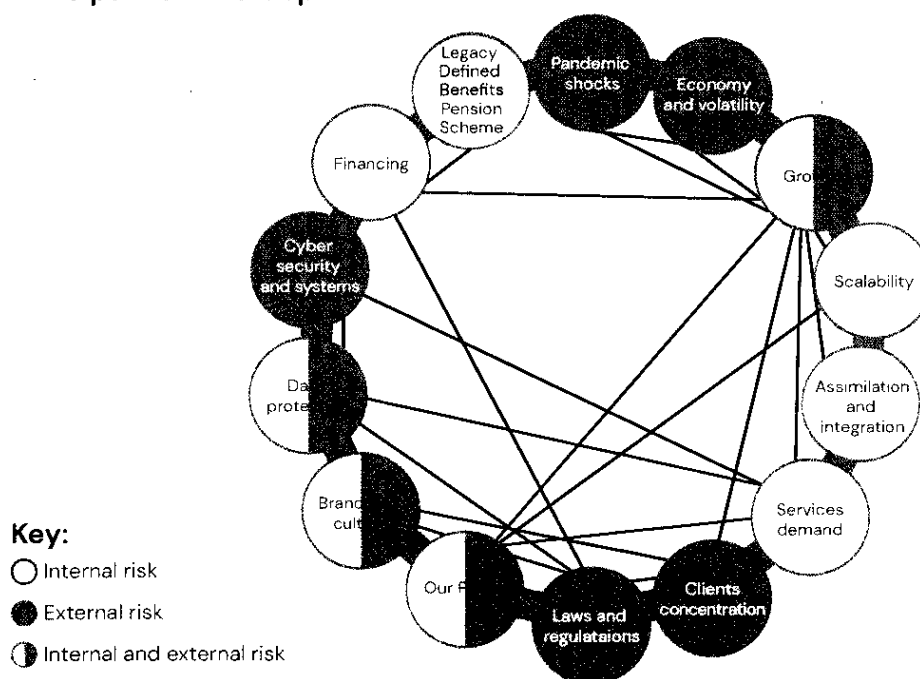 Legacy
Defined
Benefits
Pension
Scheme
Pandemic
shocks
Economy
and volatility
Financing
Gro
Scalability
Cyber
security
and systems
Assimilation
and
integration
Da
prote
Services
demand
Brand
cult
Our
Laws and
regulataions
Clients
concentration
Key:
Internal risk
External risk
Internal and external risk